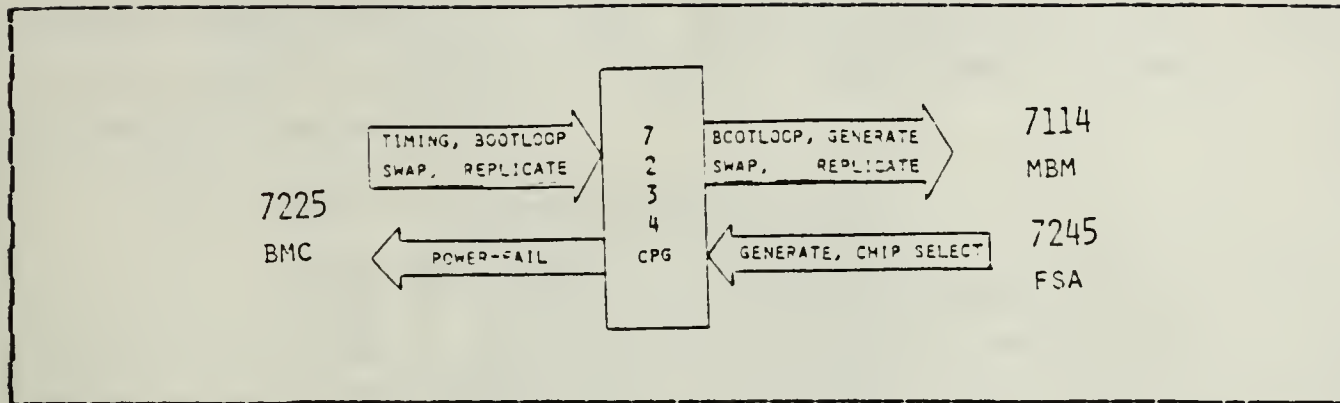 TIMING, BOOTLOOP
SWAP, REPLICATE
7225
BMC
POWER-FAIL
7
2
3
4
CPG
BOOTLOOP, GENERATE
SWAP, REPLICATE
7114
MBM
GENERATE, CHIP SELECT
7245
FSA